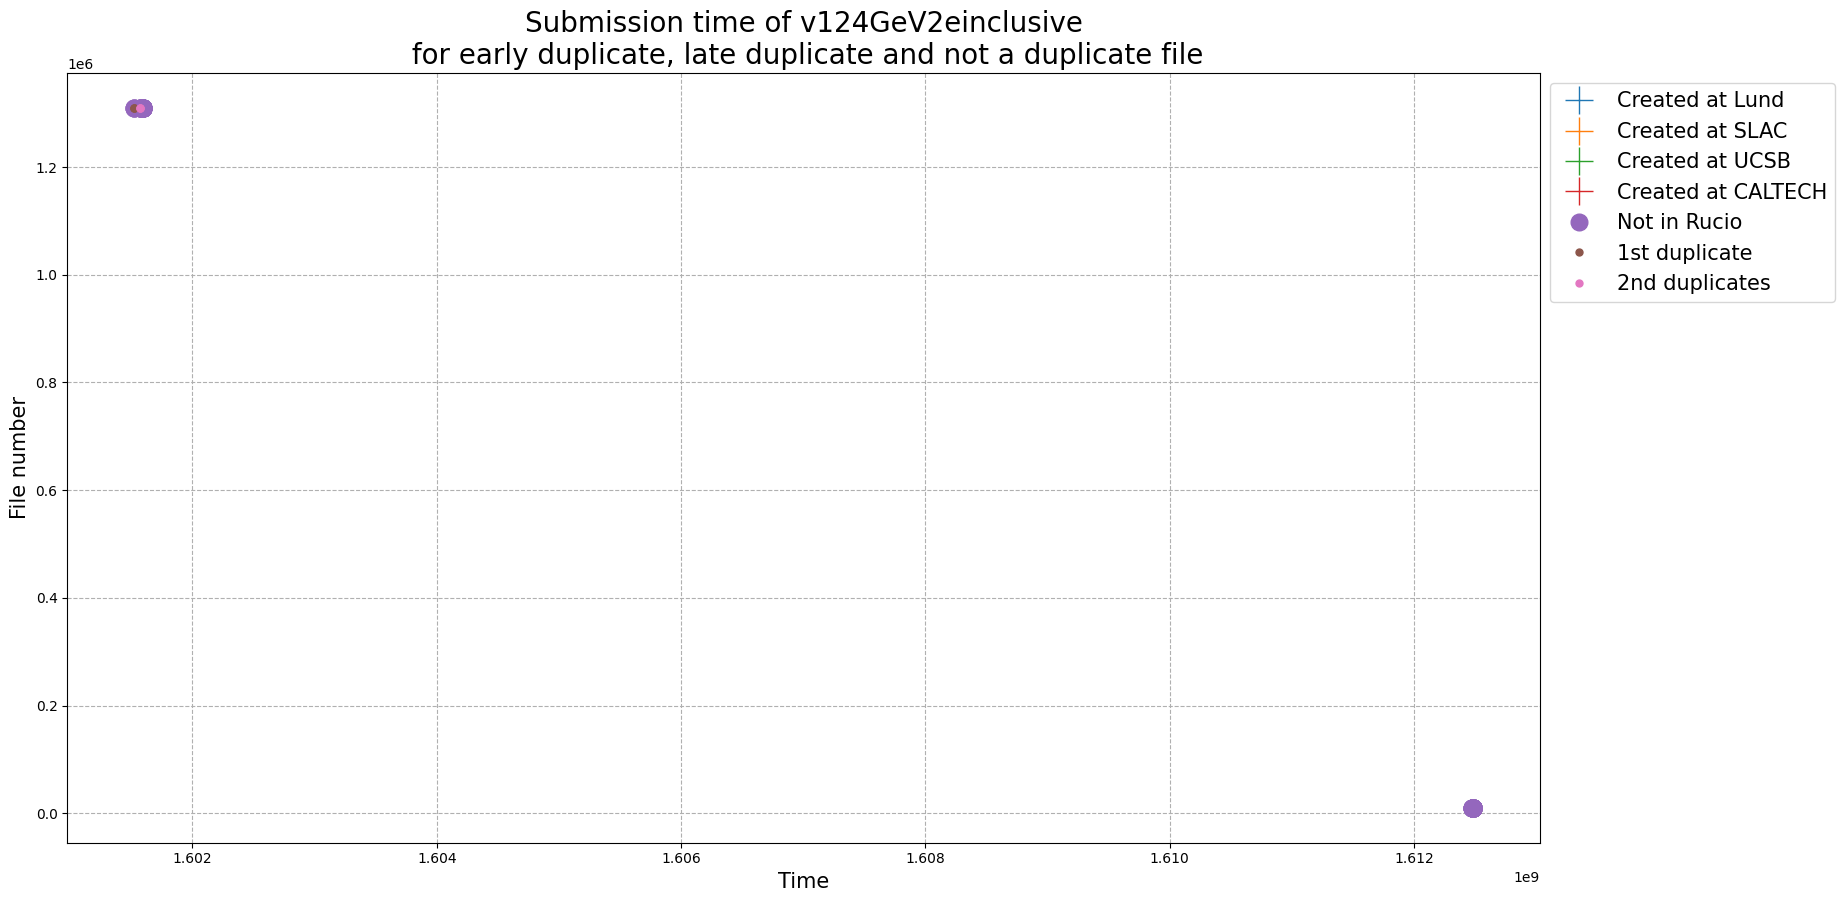 Submission time of v124GeV2einclusive
for early duplicate, late duplicate and not a duplicate file
1e6
1.2
1.0
0.8
0.6
0.4
0.2
0.0
File number
1.602
1.604
1.606
1.608
1.610
1.612
1e9
Time
Created at Lund
Created at SLAC
Created at UCSB
Created at CALTECH
Not in Rucio
1st duplicate
2nd duplicates